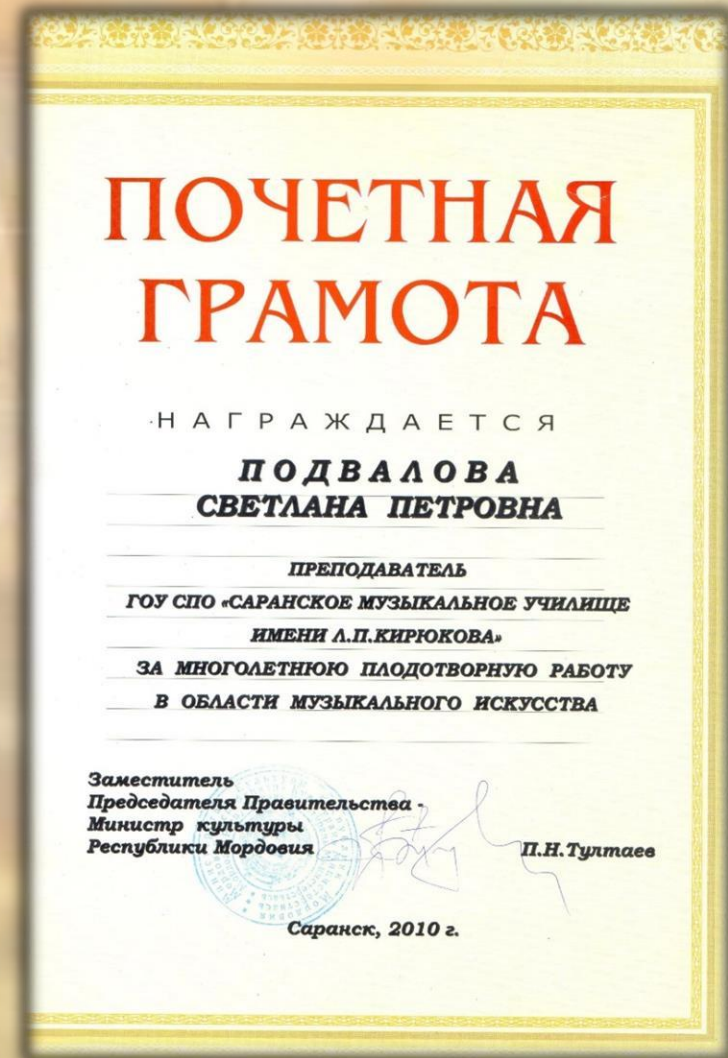 ПОЧЕТНАЯ
ГРАМОТА
НАГРАЖДАЕТСЯ
ПОДВАЛОВА
СВЕТЛАНА ПЕТРОВНА
ПРЕПОДАВАТЕЛЬ
ГОУ СПО «САРАНСКОЕ МУЗЫКАЛЬНОЕ УЧИЛИЩЕ
ИМЕНИ Л.П.КИРЮКОВА»
ЗА МНОГОЛЕТНЮЮ ПЛОДОТВОРНУЮ РАБОТУ
В ОБЛАСТИ МУЗЫКАЛЬНОГО ИСКУССТВА
Заместитель
Председателя Правительства -
Министр культуры
Республики Мордовия П.Н.Тултаев
Саранск, 2010 г.